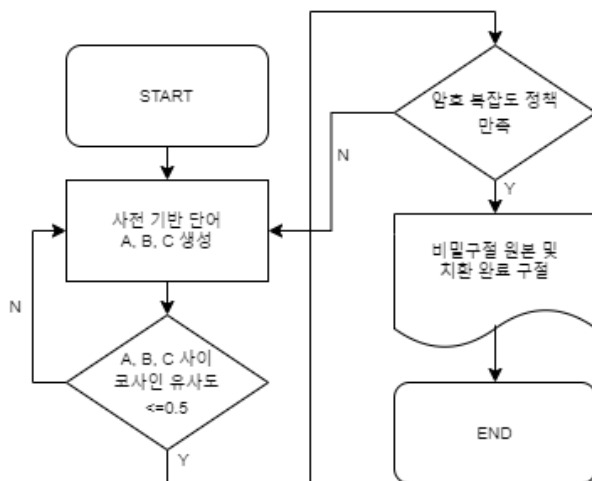 START
사전 기반 단어
A, B, C 생성
N
A, B, C 사이
코사인 유사도
<=0.5
Y
암호 복잡도 정책
만족
N
Y
비밀구절 원본 및
치환 완료 구절
END